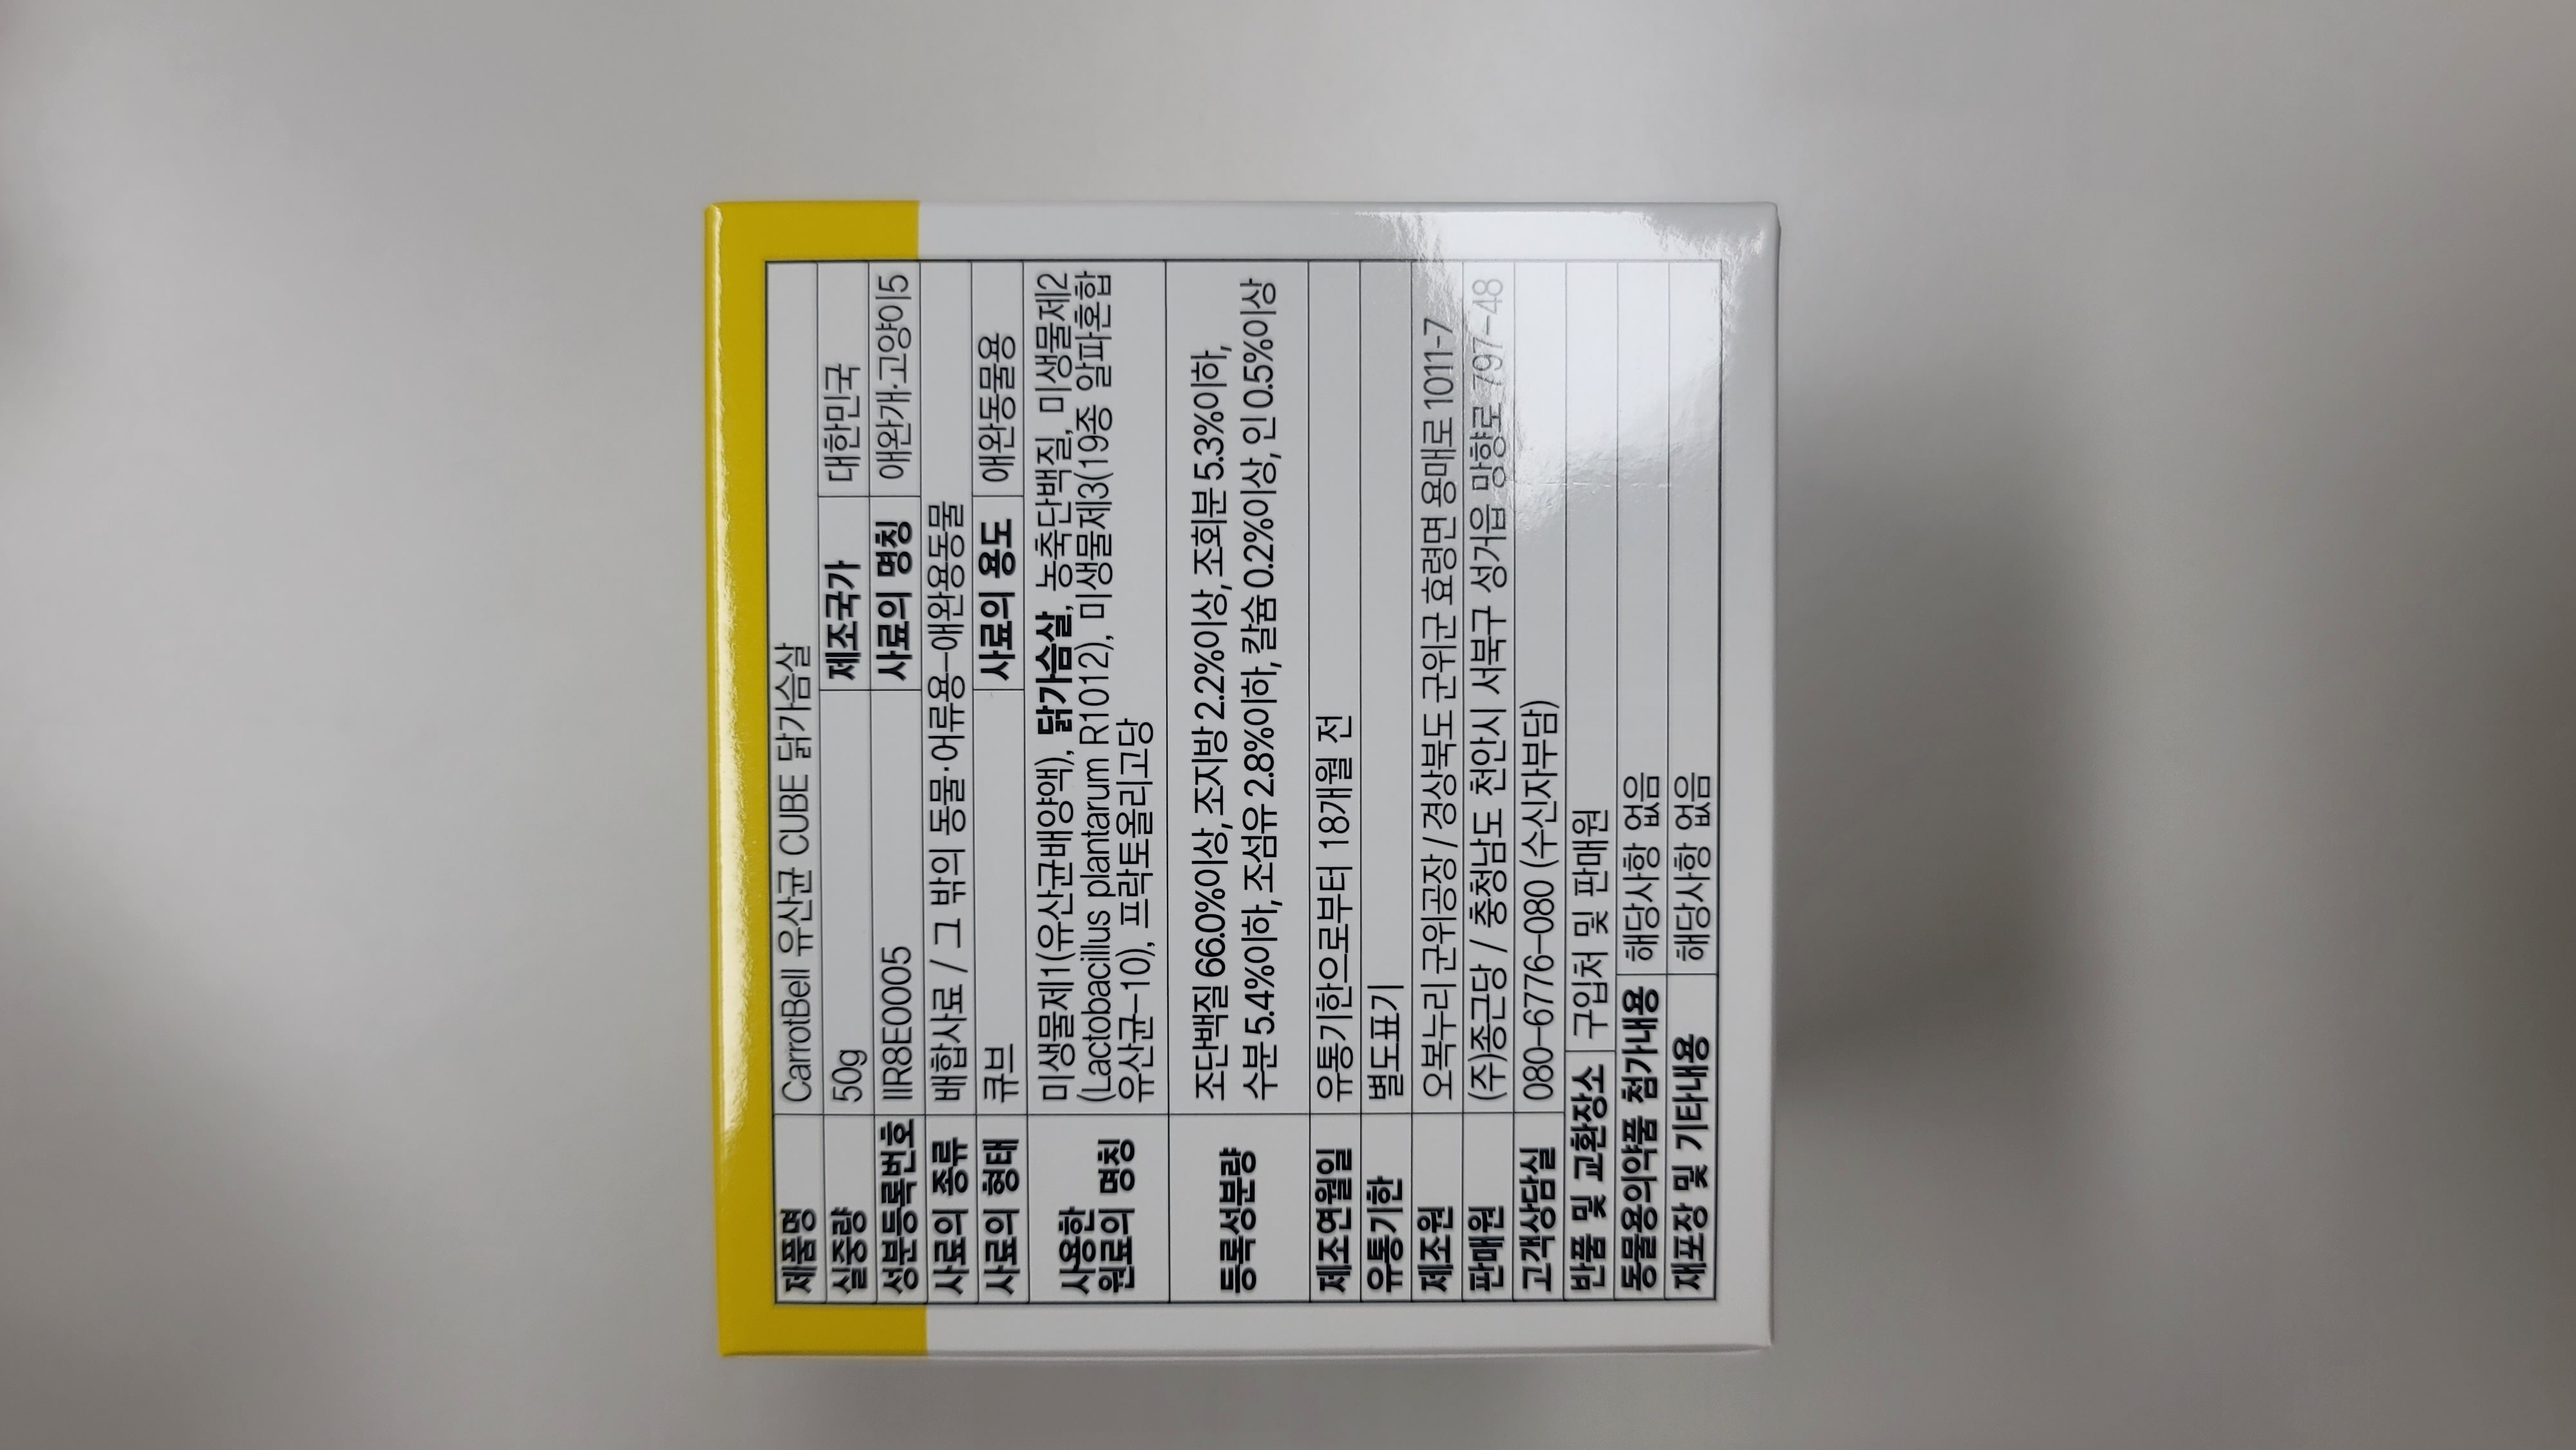 제품명 CarrotBell 유산균 CUBE 닭가슴살
실중량 50g 제조국가 대한민국
성분등록번호 IIR8E0005 사료의 명칭 애완개·고양이5
사료의 종류 배합사료 / 그 밖의 동물·어류용-애완용동물
사료의 형태 큐브 사료의 용도 애완동물용
사용한
원료의 명칭
미생물제1(유산균배양액), 닭가슴살, 농축단백질, 미생물제2
(Lactobacillus plantarum R1012), 미생물제3(19종 알파혼합
유산균-10), 프락토올리고당
등록성분량
조단백질 66.0%이상, 조지방 2.2%이상, 조회분 5.3%이하,
수분 5.4%이하, 조섬유 2.8%이하, 칼슘 0.2%이상, 인 0.5%이상
제조연월일 유통기한으로부터 18개월 전
유통기한 별도표기
제조원 오복누리 군위공장 / 경상북도 군위군 효령면 용매로 1011-7
판매원 (주)종근당 / 충청남도 천안시 서북구 성거읍 망향로 797-48
고객상담실 080-6776-080 (수신자부담)
반품 및 교환장소 구입처 및 판매원
동물용의약품 첨가내용 해당사항 없음
재포장 및 기타내용 해당사항 없음